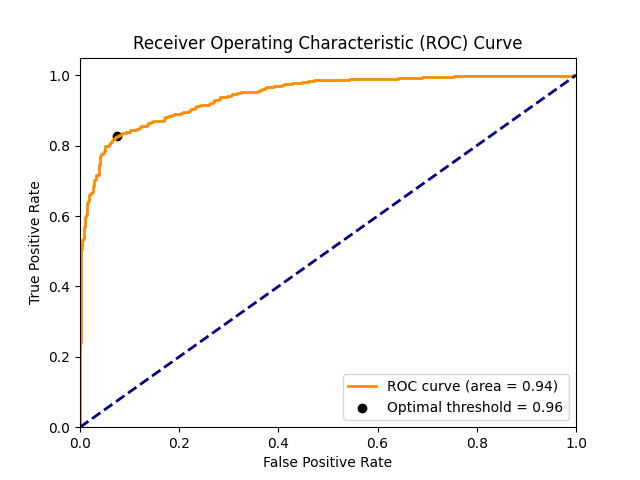 Receiver Operating Characteristic (ROC) Curve
1.0
0.8
0.6
0.4
0.2
0.0
True Positive Rate
ROC curve (area = 0.94)
Optimal threshold = 0.96
0.0 0.2 0.4 0.6 0.8 1.0
False Positive Rate